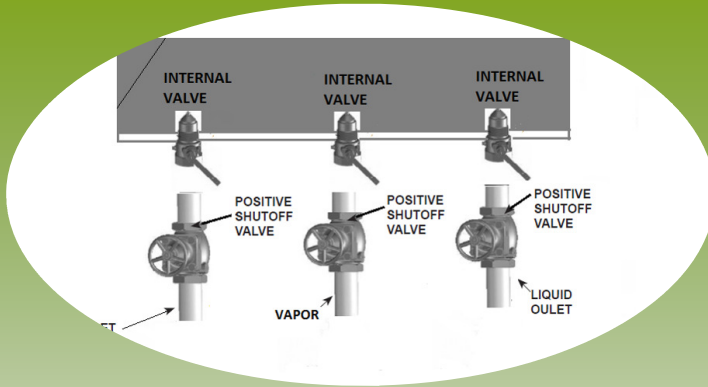 INTERNAL
VALVE
INTERNAL
VALVE
INTERNAL
VALVE
POSITIVE
SHUTOFF
VALVE
POSITIVE
SHUTOFF
VALVE
POSITIVE
SHUTOFF
VALVE
VAPOR
LIQUID
OULET